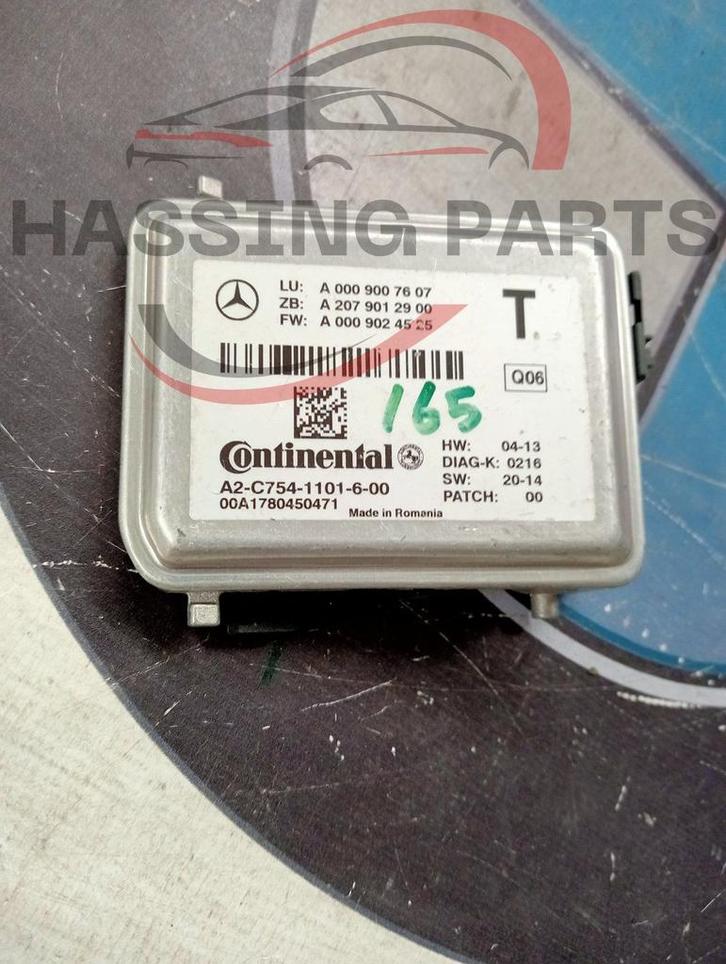 HASSING PARTS
LU: A 000 900 76 07
ZB: A 207 901 29 00
FW: A 000 902 45 25
T
Q06
165
Continental
HW: 04-13
DIAG-K: 0216
SW: 20-14
PATCH: 00
A2-C754-1101-6-00
00A1780450471
Made in Romania